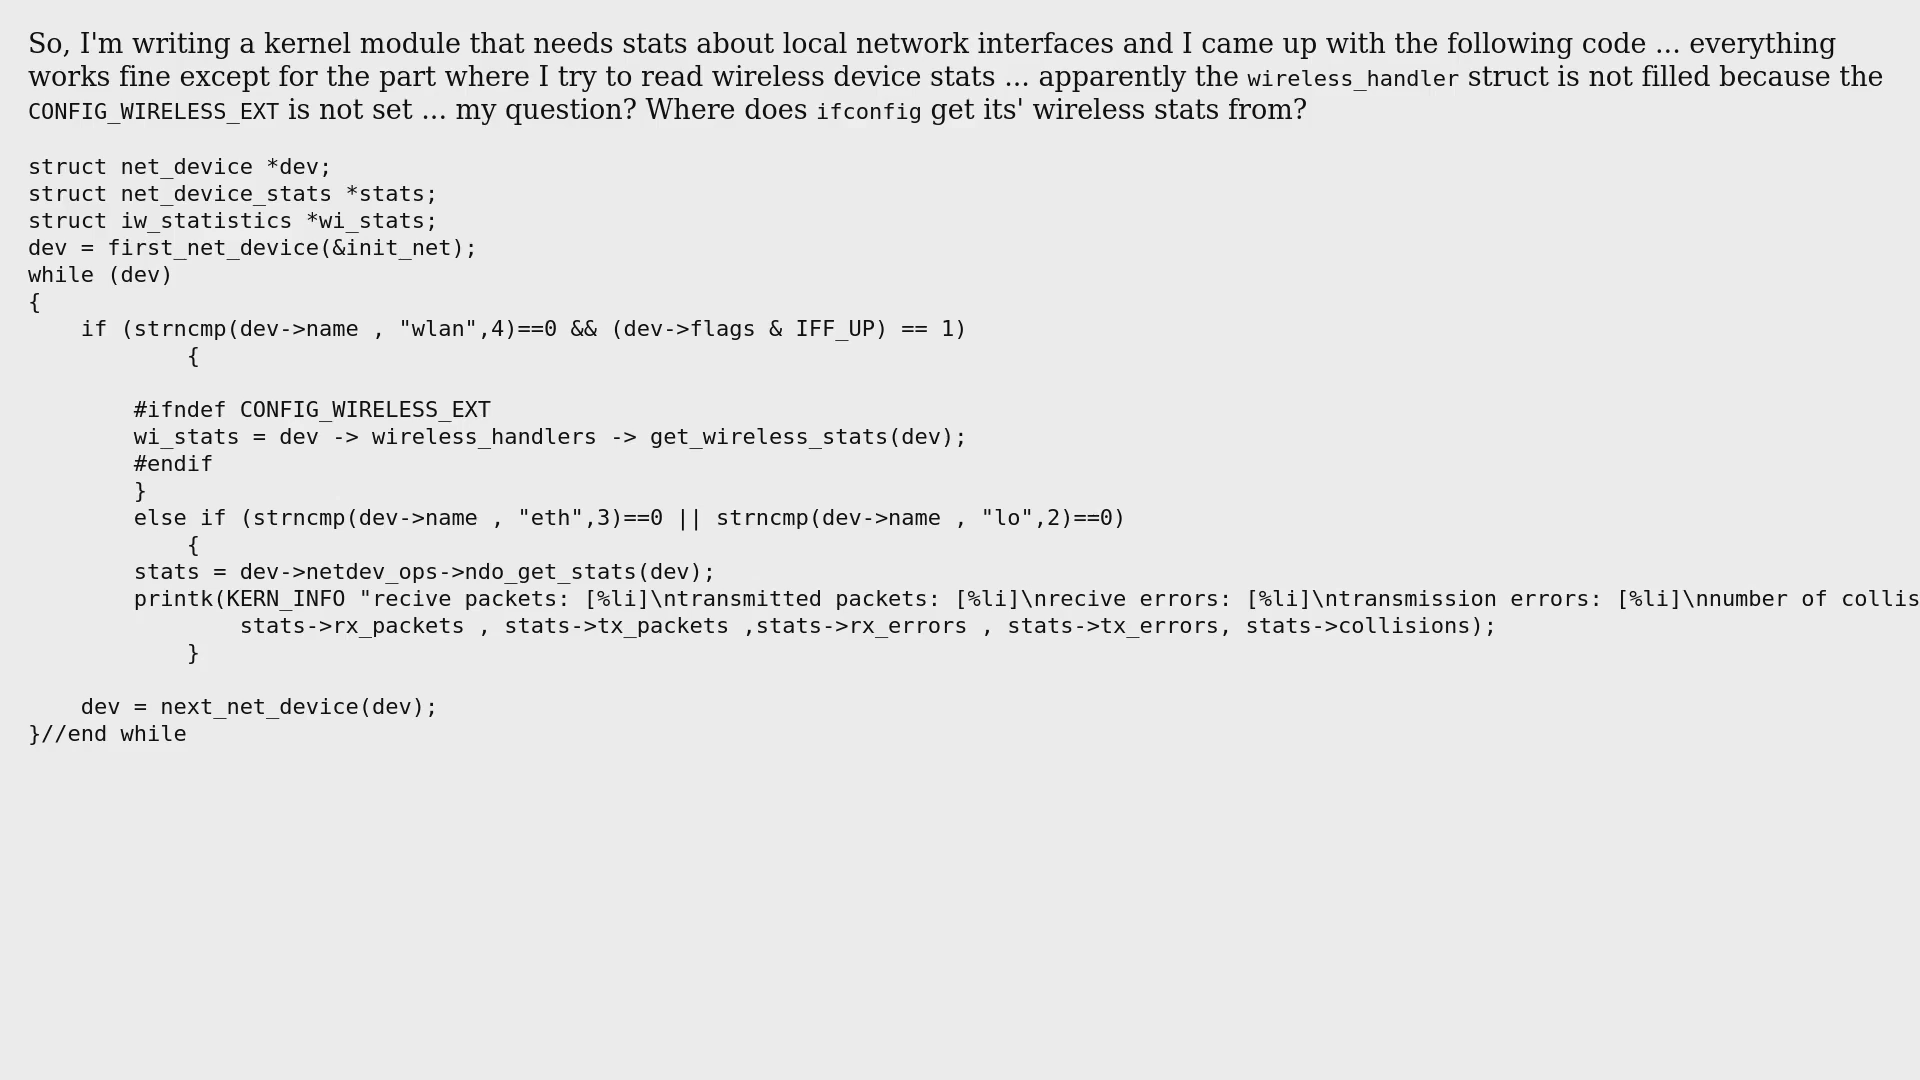 So, I'm writing a kernel module that needs stats about local network interfaces and I came up with the following code ... everything
works fine except for the part where I try to read wireless device stats ... apparently the wireless_handler struct is not filled because the
CONFIG_WIRELESS_EXT is not set ... my question? Where does ifconfig get its' wireless stats from?
struct net_device *dev;
struct net_device_stats *stats;
struct iw_statistics *wi_stats;
dev = first_net_device(&init_net);
while (dev)
{
    if (strncmp(dev->name , "wlan",4)==0 && (dev->flags & IFF_UP) == 1)
            {
        #ifndef CONFIG_WIRELESS_EXT
        wi_stats = dev -> wireless_handlers -> get_wireless_stats(dev);
        #endif
        }
        else if (strncmp(dev->name , "eth",3)==0 || strncmp(dev->name , "lo",2)==0)
            {
        stats = dev->netdev_ops->ndo_get_stats(dev);
        printk(KERN_INFO "recive packets: [%li]\ntransmitted packets: [%li]\nrecive errors: [%li]\ntransmission errors: [%li]\nnumber of collis
                stats->rx_packets , stats->tx_packets ,stats->rx_errors , stats->tx_errors, stats->collisions);
            }
    dev = next_net_device(dev);
}//end while